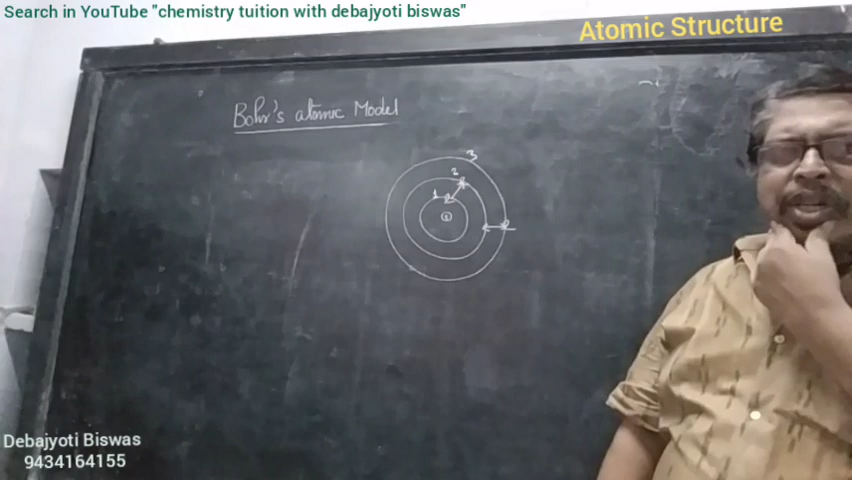 Search in YouTube "chemistry tuition with debajyoti biswas"
Atomic Structure
Bohr's atomic Model
3
2
1
Debajyoti Biswas
9434164155